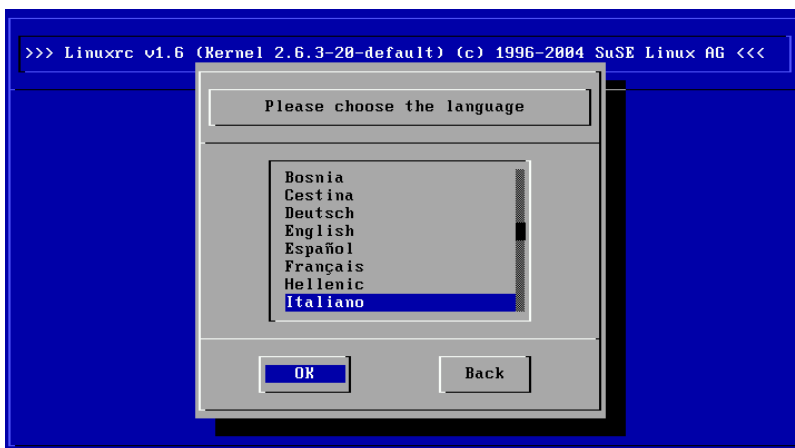 >>> Linuxrc v1.6 (Kernel 2.6.3-20-default) (c) 1996-2004 SuSE Linux AG <<<
Please choose the language
Bosnia
Cestina
Deutsch
English
Español
Français
Hellenic
Italiano
OK Back